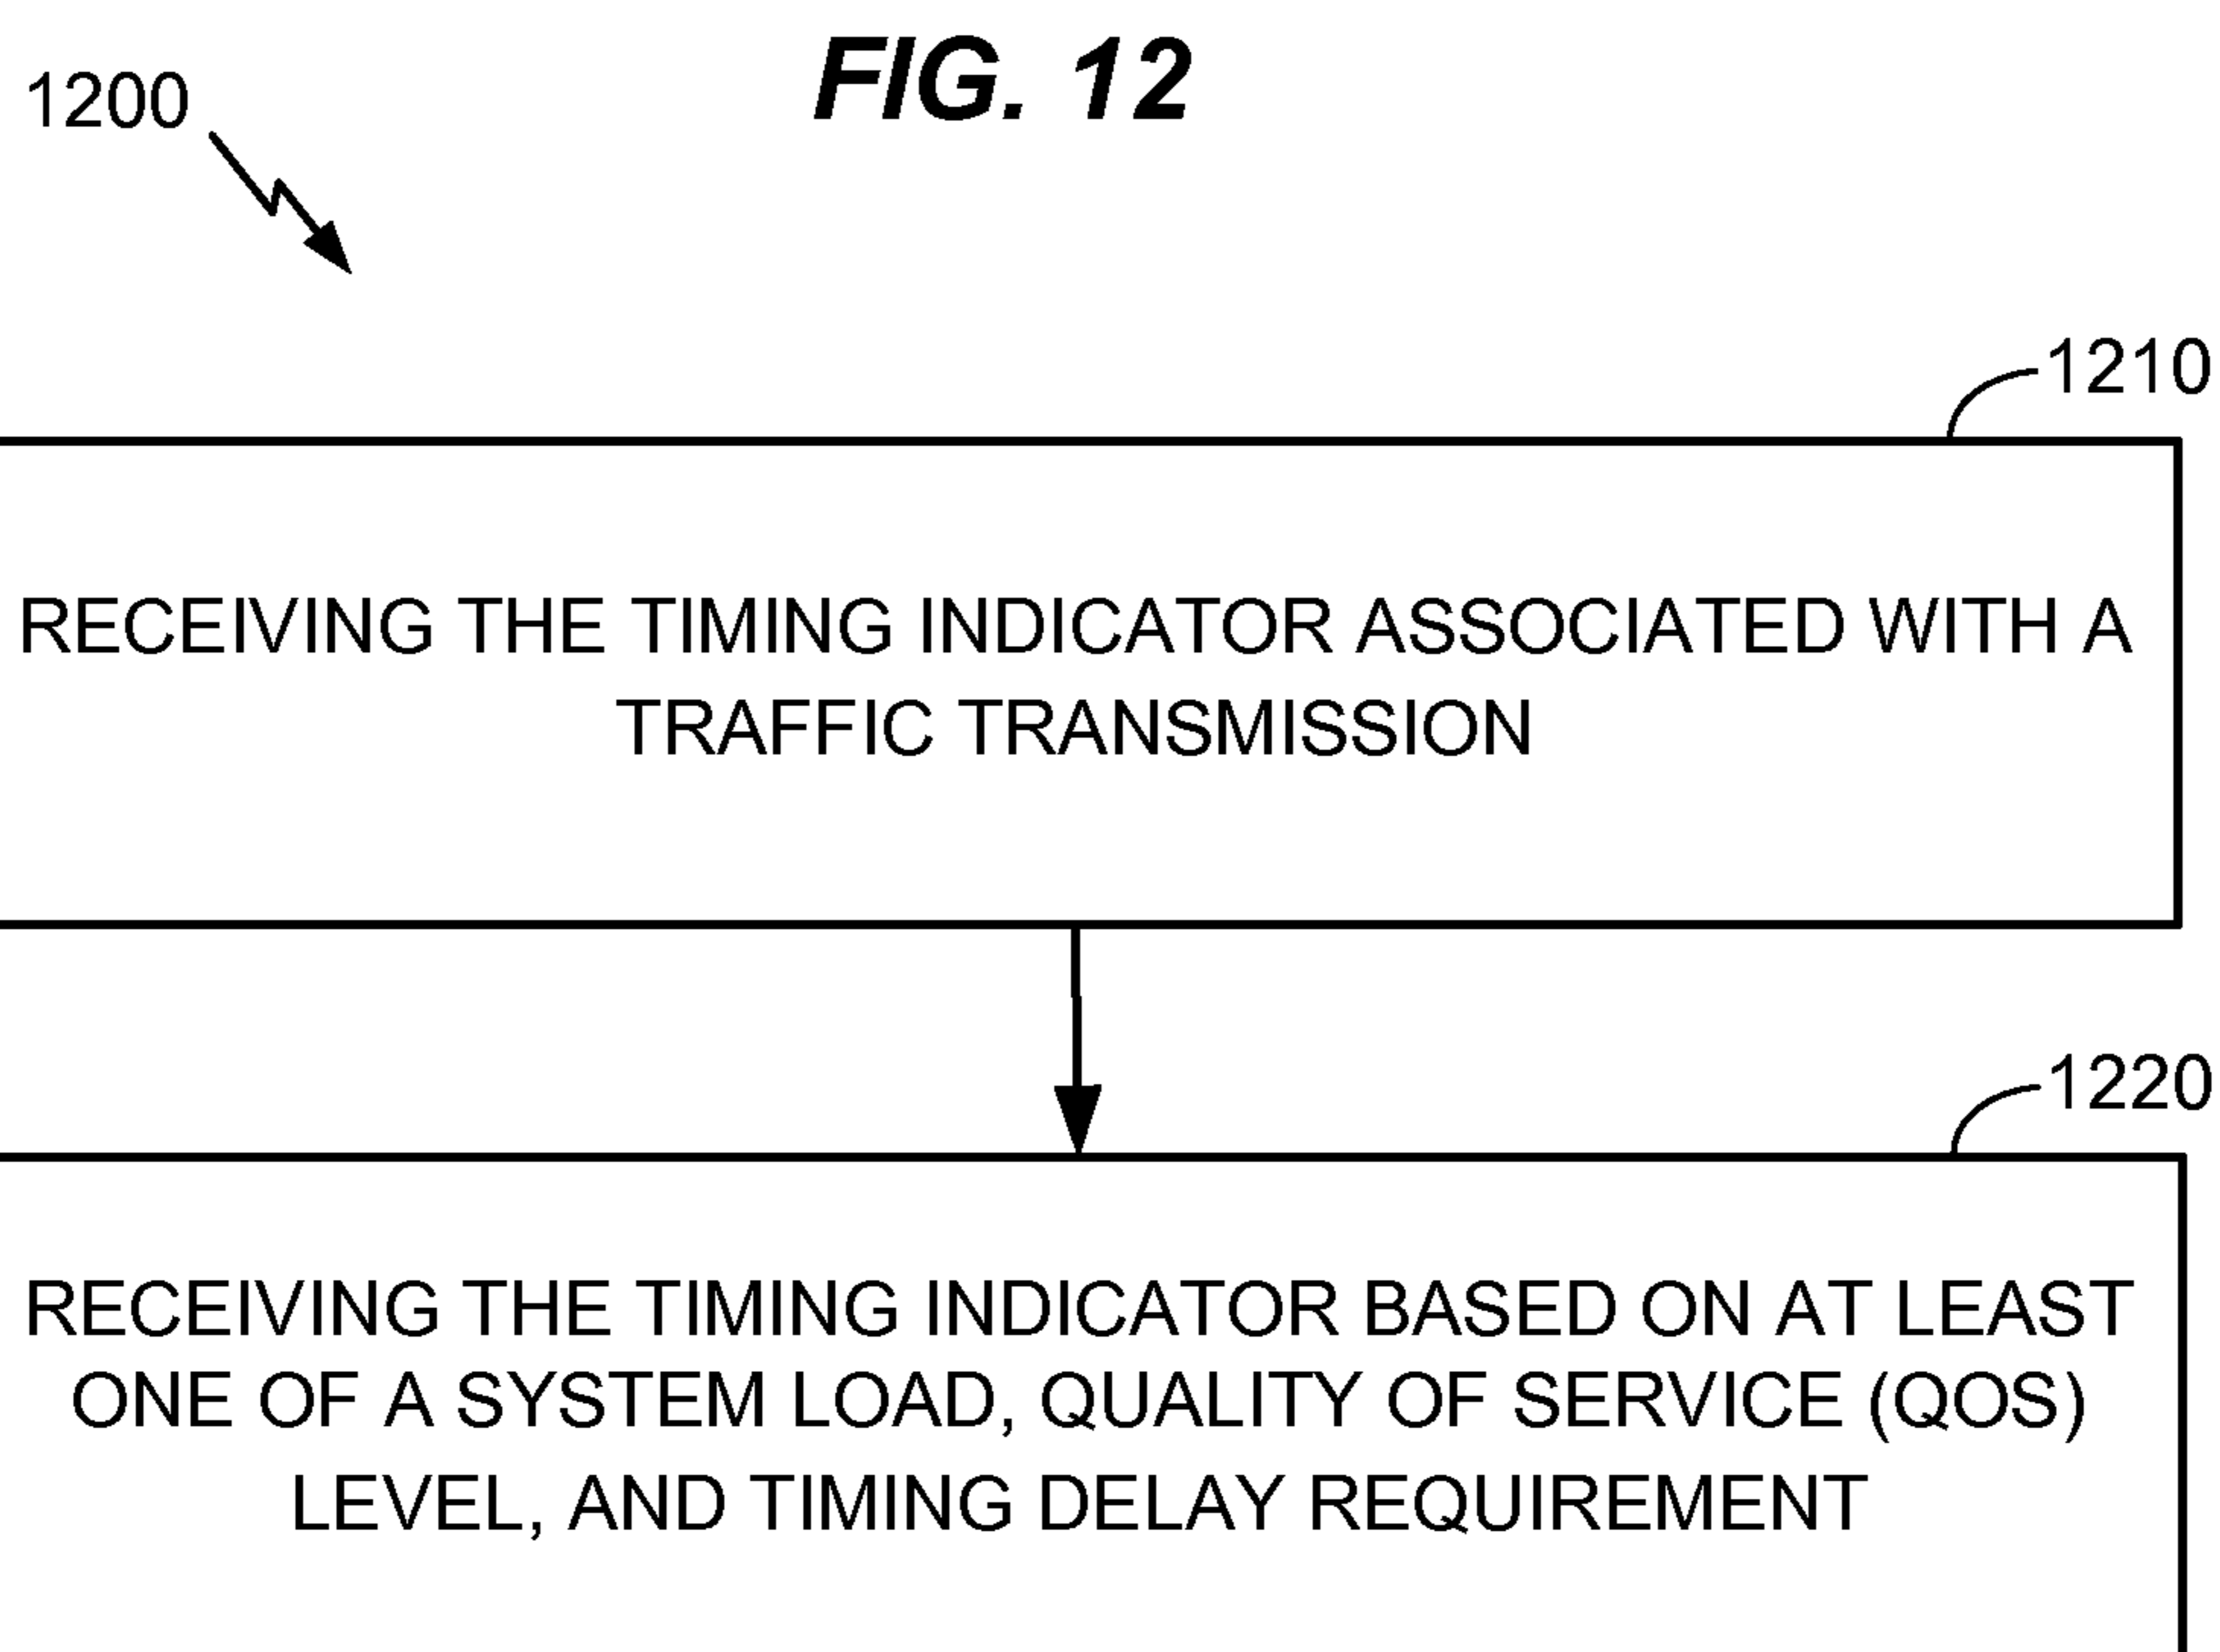 FIG. 12
1200
1210
RECEIVING THE TIMING INDICATOR ASSOCIATED WITH A
TRAFFIC TRANSMISSION
1220
RECEIVING THE TIMING INDICATOR BASED ON AT LEAST
ONE OF A SYSTEM LOAD, QUALITY OF SERVICE (QOS)
LEVEL, AND TIMING DELAY REQUIREMENT